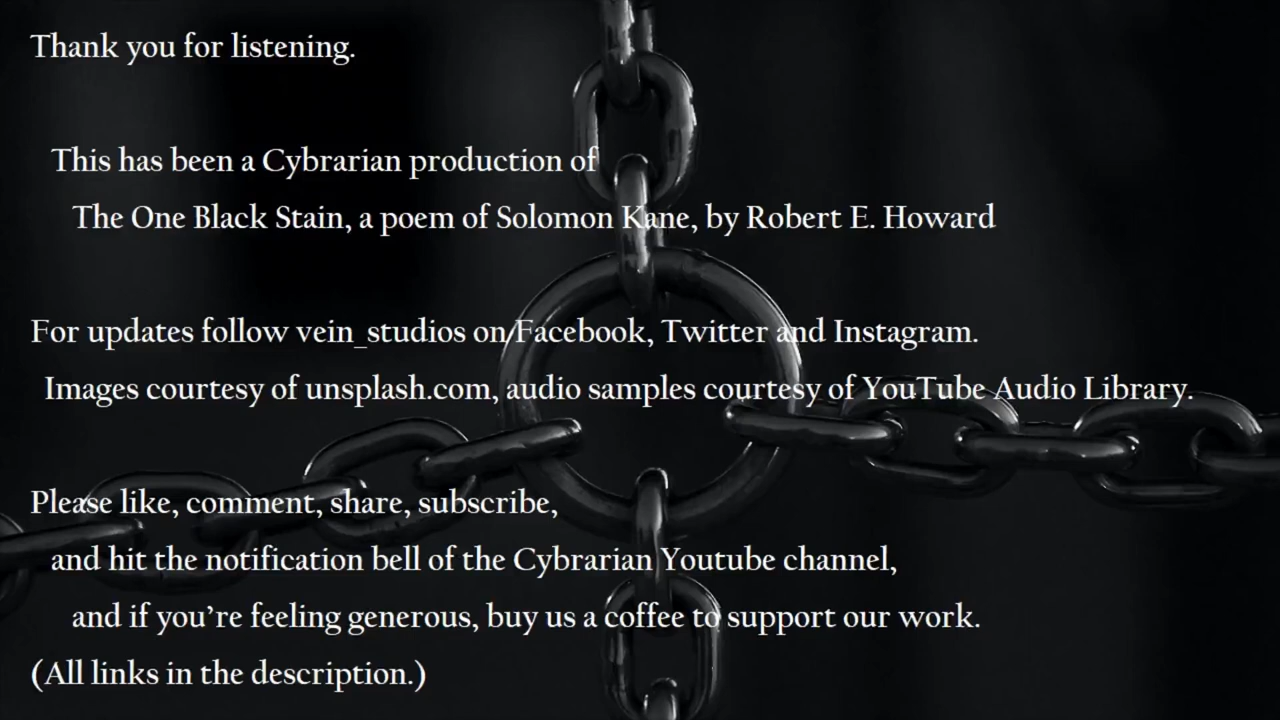 Thank you for listening.
This has been a Cybrarian production of
The One Black Stain, a poem of Solomon Kane, by Robert E. Howard
For updates follow vein_studios on Facebook, Twitter and Instagram.
Images courtesy of unsplash.com, audio samples courtesy of YouTube Audio Library.
Please like, comment, share, subscribe,
and hit the notification bell of the Cybrarian Youtube channel,
and if you’re feeling generous, buy us a coffee to support our work.
(All links in the description.)